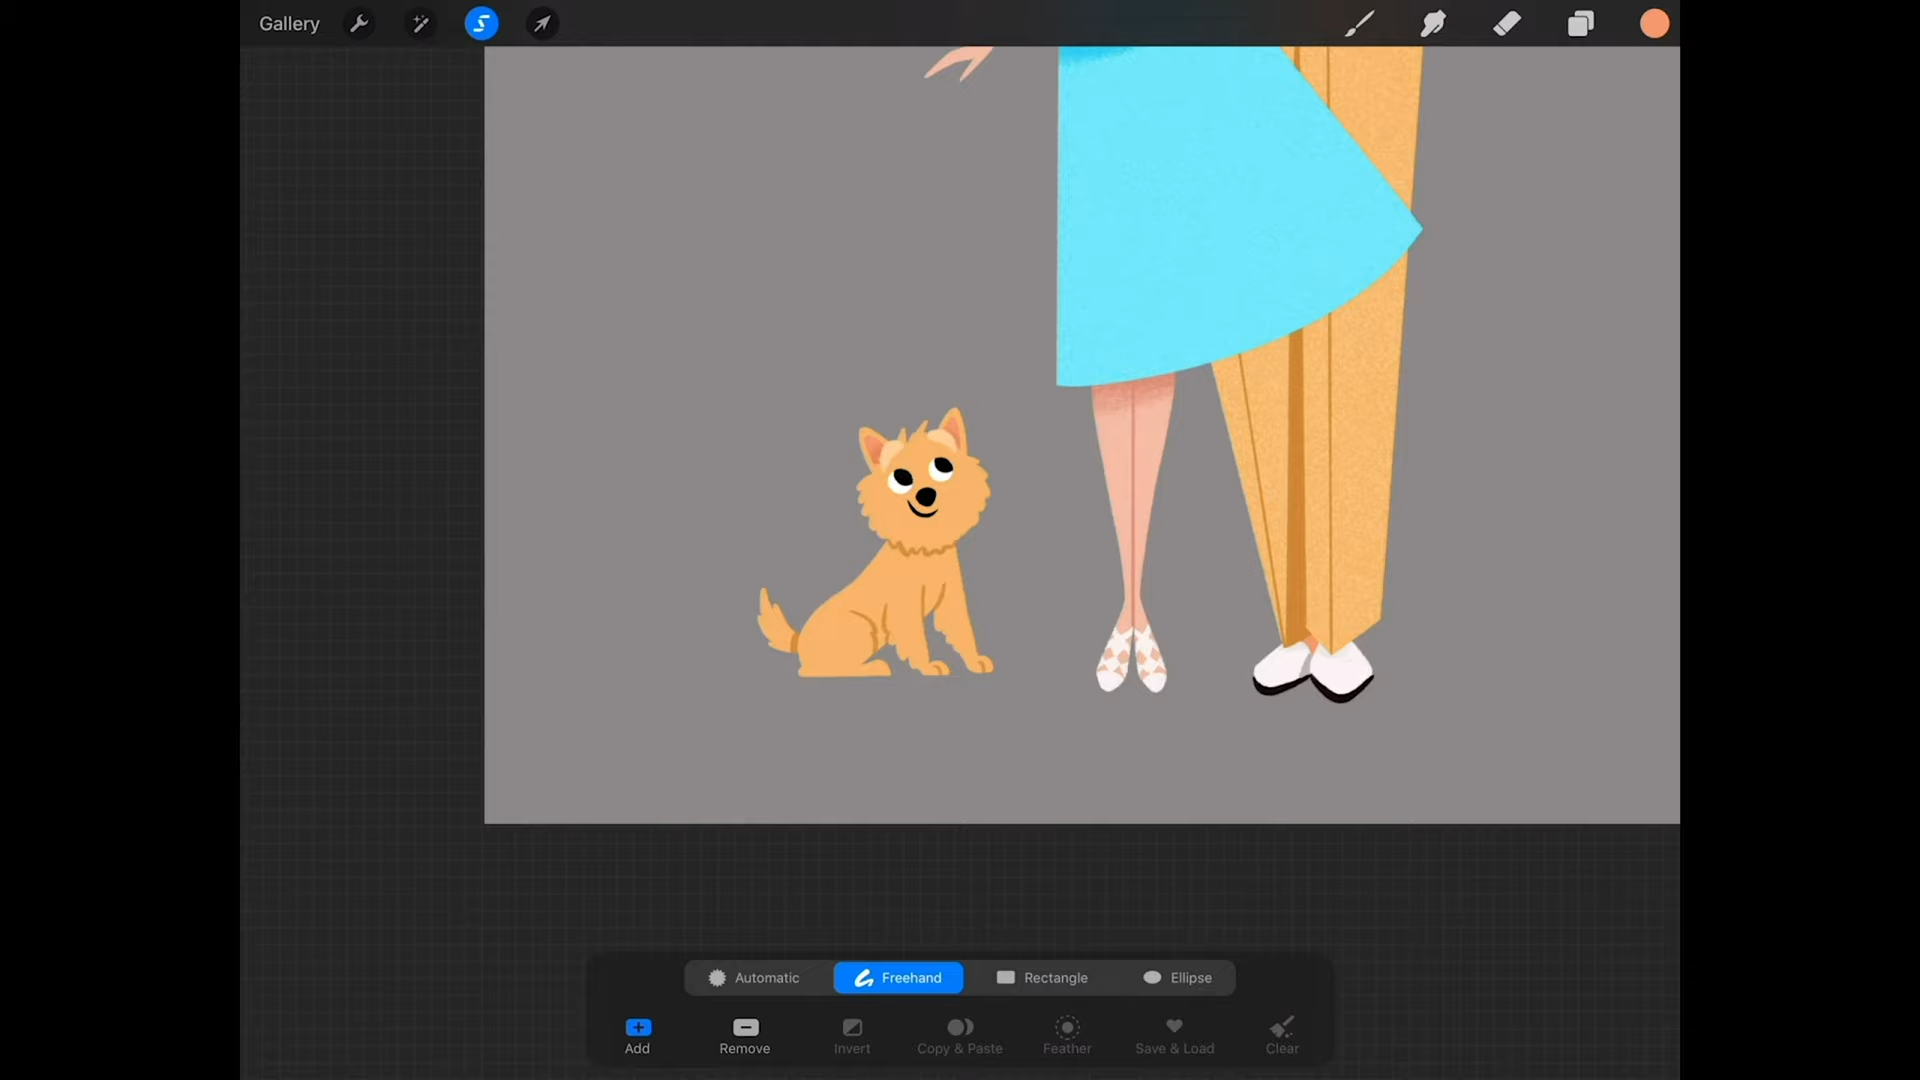 Gallery
Automatic Freehand Rectangle Ellipse
Add Remove Invert Copy & Paste Feather Save & Load Clear